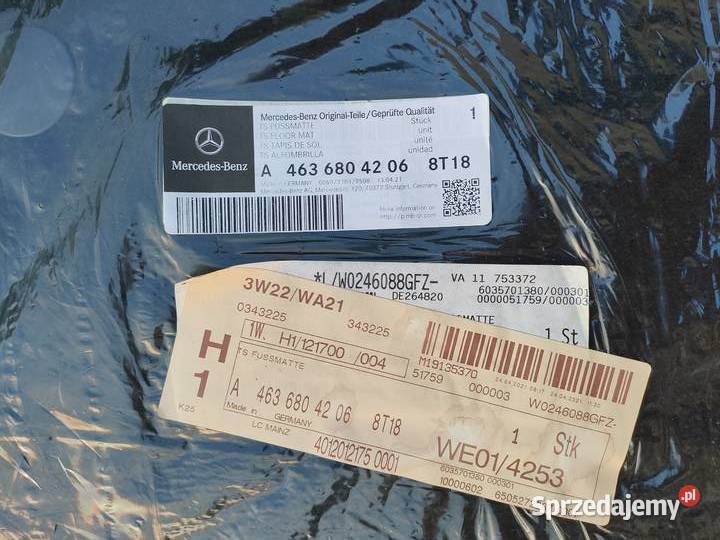 Mercedes-Benz Original-Teile/Geprüfte Qualität 1
TS FUSSMATTE Stück
TS FLOOR MAT unit
TS TAPIS DE SOL unité
TS ALFOMBRILLA unidad
A 463 680 42 06 8T18
Mercedes-Benz
GERMANY
Mercedes-Benz AG, Mercedesstr. 120, 70372 Stuttgart, Germany
More information on
*L/W0246088GFZ- VA 11 753372
DE264820 6035701380/000301
0000051759/000003
SMATTE
1 St
3W22/WA21
0343225 343225
1W. H1/121700 /004
H
1
K25
TS FUSSMATTE
A 463 680 42 06 8T18
Made in GERMANY
LC MAINZ
4012012175 0001
M19135370
51759 000003
W0246088GFZ-
1 Stk
WE01/4253
6035701380 000301
10000602
Sprzedajemy.pl